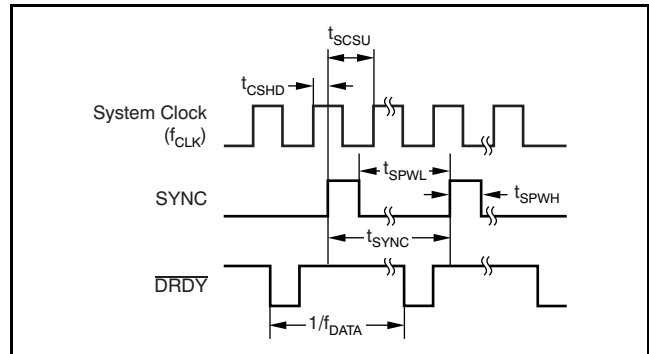 tSCSU
tCSHD
System Clock
(fCLK)
tSPWL
SYNC
tSPWH
tSYNC
DRDY
1/fDATA